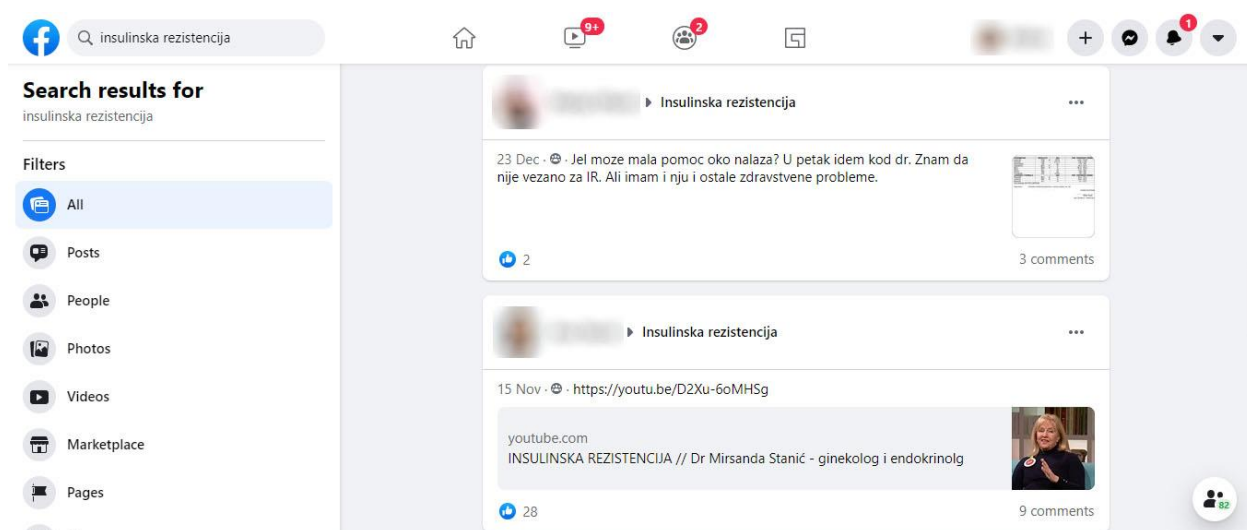 insulinska rezistencija
9+
2
1
Search results for
insulinska rezistencija
Filters
All
Posts
People
Photos
Videos
Marketplace
Pages
Insulinska rezistencija
23 Dec · · Jel moze mala pomoc oko nalaza? U petak idem kod dr. Znam da
nije vezano za IR. Ali imam i nju i ostale zdravstvene probleme.
2
3 comments
Insulinska rezistencija
15 Nov · · https://youtu.be/D2Xu-6oMHSg
youtube.com
INSULINSKA REZISTENCIJA // Dr Mirsanda Stanić - ginekolog i endokrinolg
28
9 comments
82